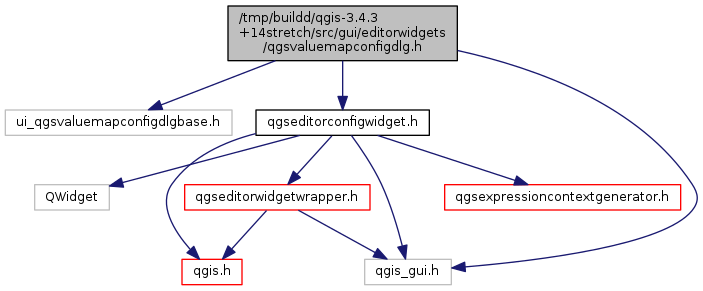 /tmp/buildd/qgis-3.4.3
+14stretch/src/gui/editorwidgets
/qgsvaluemapconfigdlg.h
ui_qgsvaluemapconfigdlgbase.h
qgseditorconfigwidget.h
QWidget
qgseditorwidgetwrapper.h
qgsexpressioncontextgenerator.h
qgis.h
qgis_gui.h